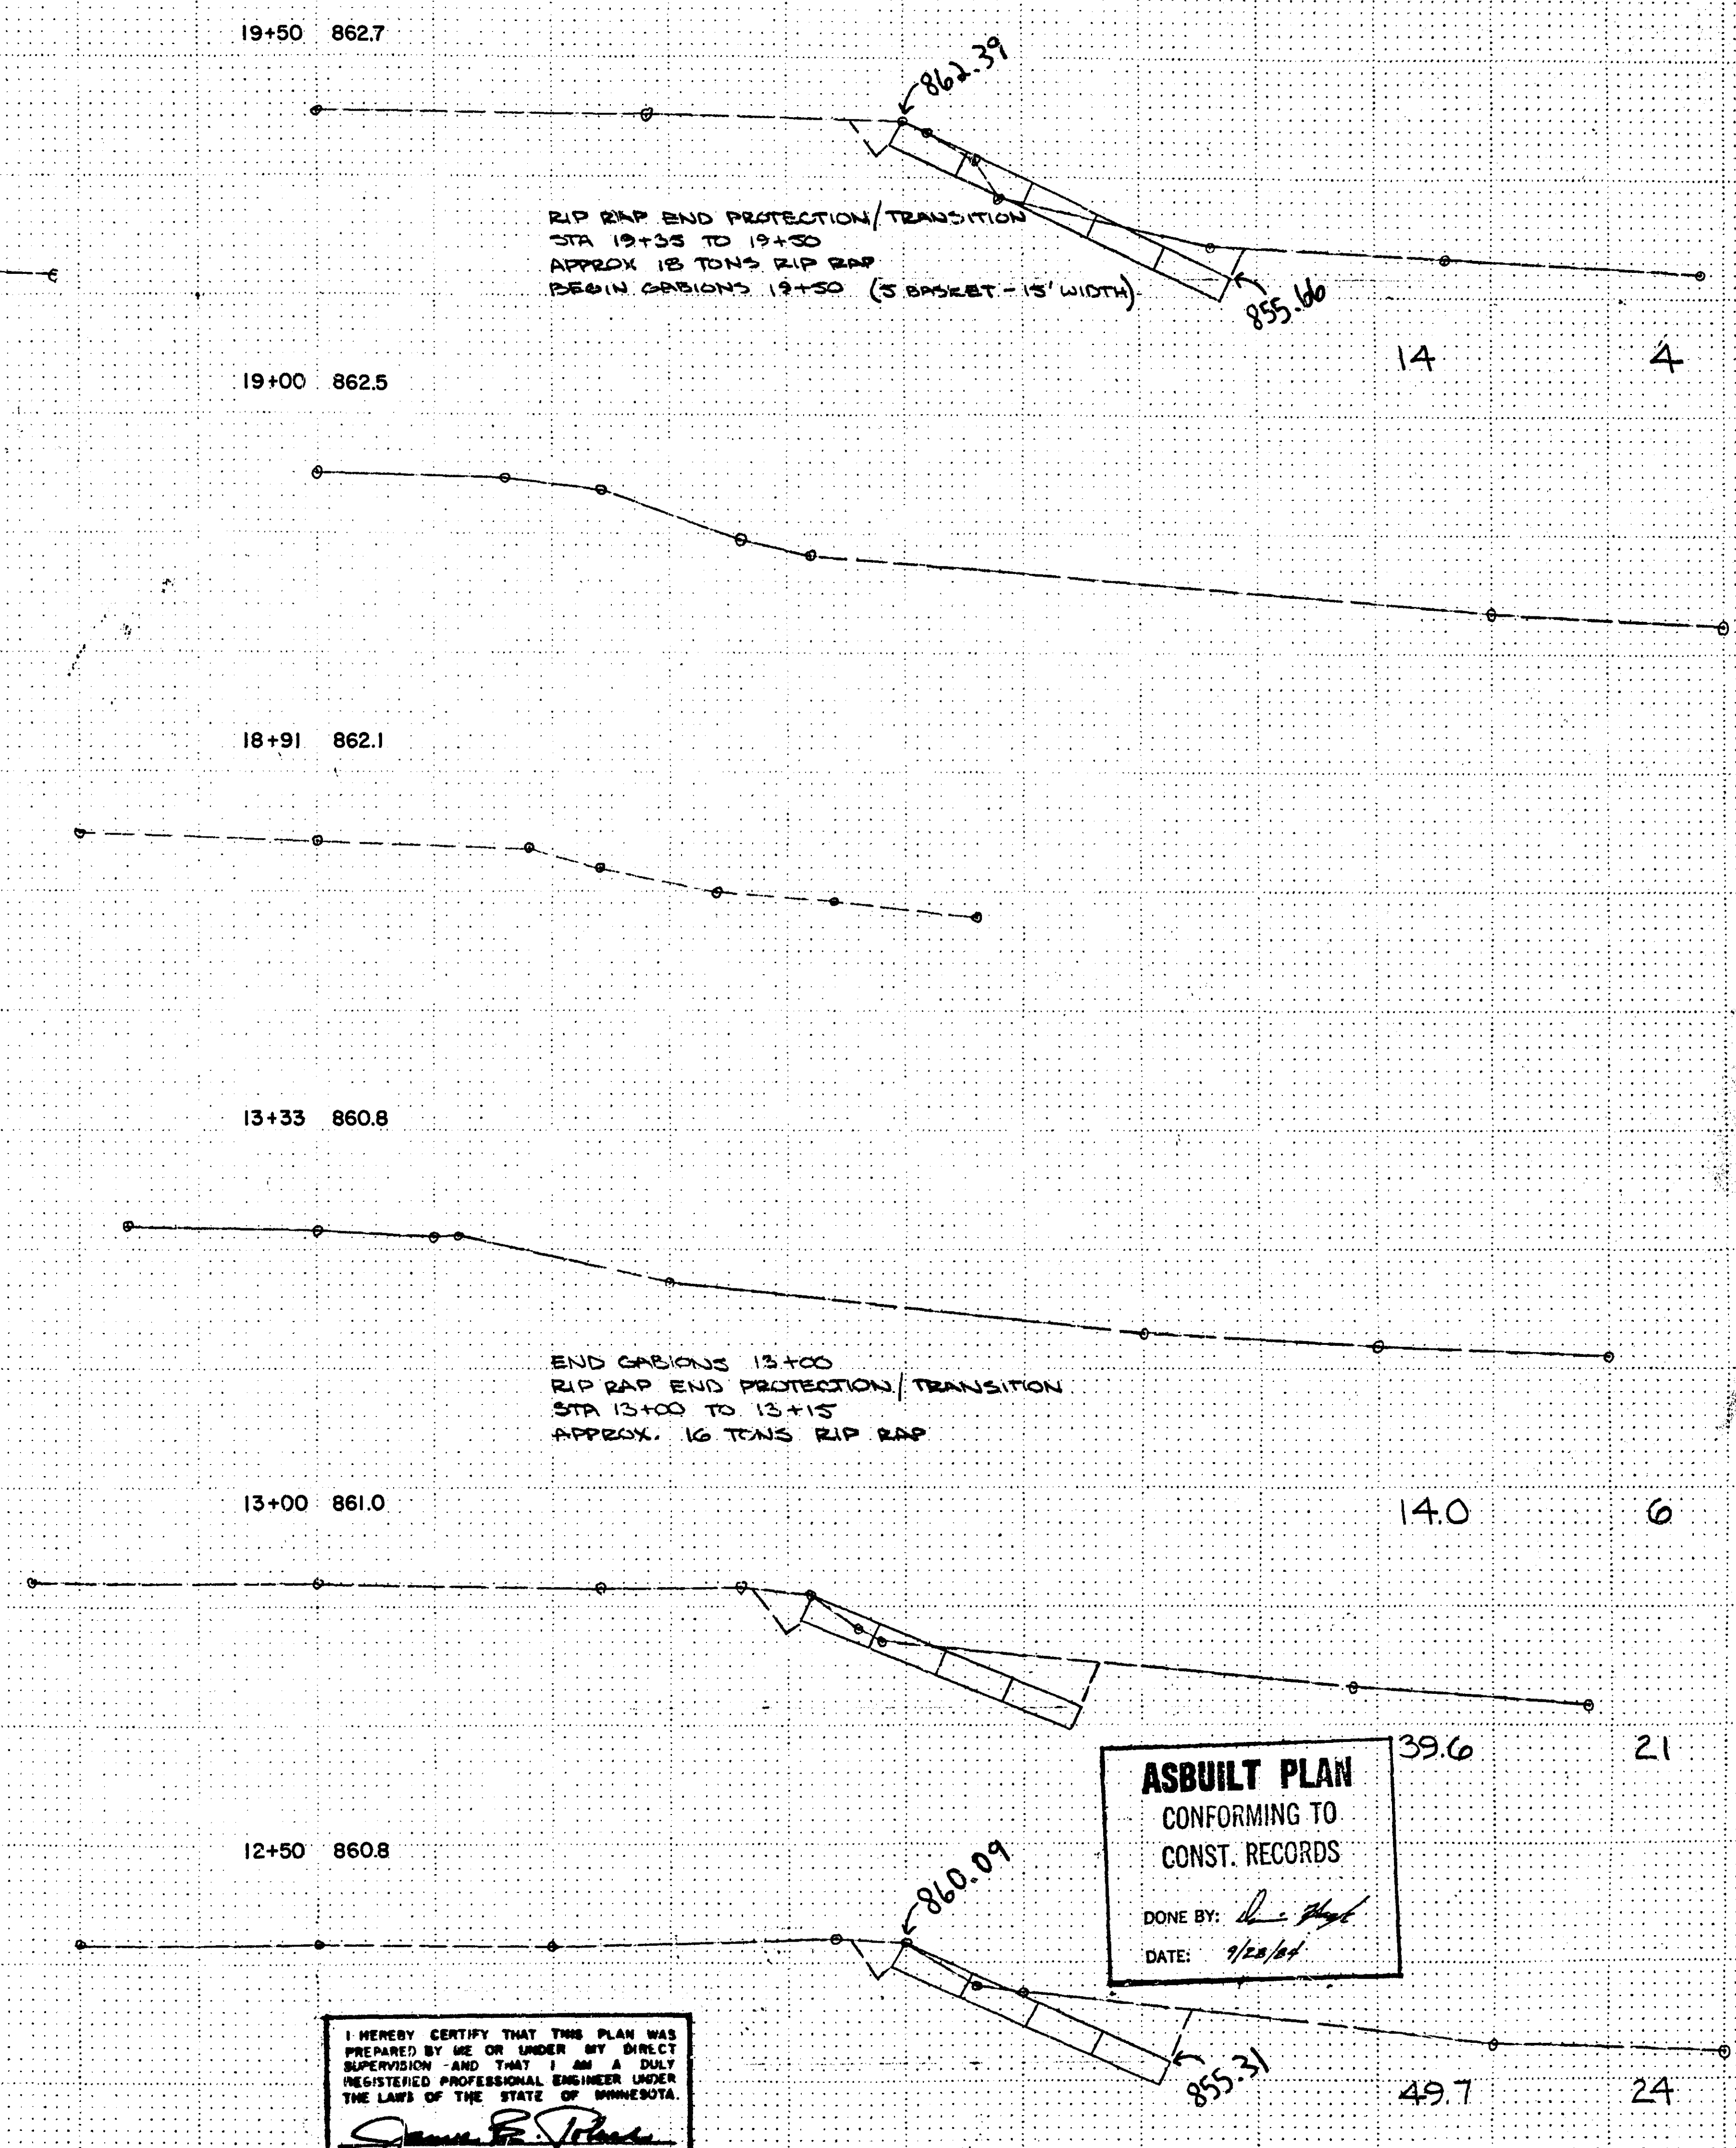 19+50 862.7
862.39
RIP RAP END PROTECTION/TRANSITION
STA 19+35 TO 19+50
APPROX 18 TONS RIP RAP
BEGIN GABIONS 19+50 (5 BASKET - 15' WIDTH)
855.66
14 4
19+00 862.5
18+91 862.1
13+33 860.8
END GABIONS 13+00
RIP RAP END PROTECTION/TRANSITION
STA 13+00 TO 13+15
APPROX. 16 TONS RIP RAP
13+00 861.0
14.0 6
39.6 21
ASBUILT PLAN
CONFORMING TO
CONST. RECORDS
DONE BY:
DATE: 9/28/84
12+50 860.8
860.09
855.31
49.7 24
I HEREBY CERTIFY THAT THIS PLAN WAS
PREPARED BY ME OR UNDER MY DIRECT
SUPERVISION AND THAT I AM A DULY
REGISTERED PROFESSIONAL ENGINEER UNDER
THE LAWS OF THE STATE OF MINNESOTA.